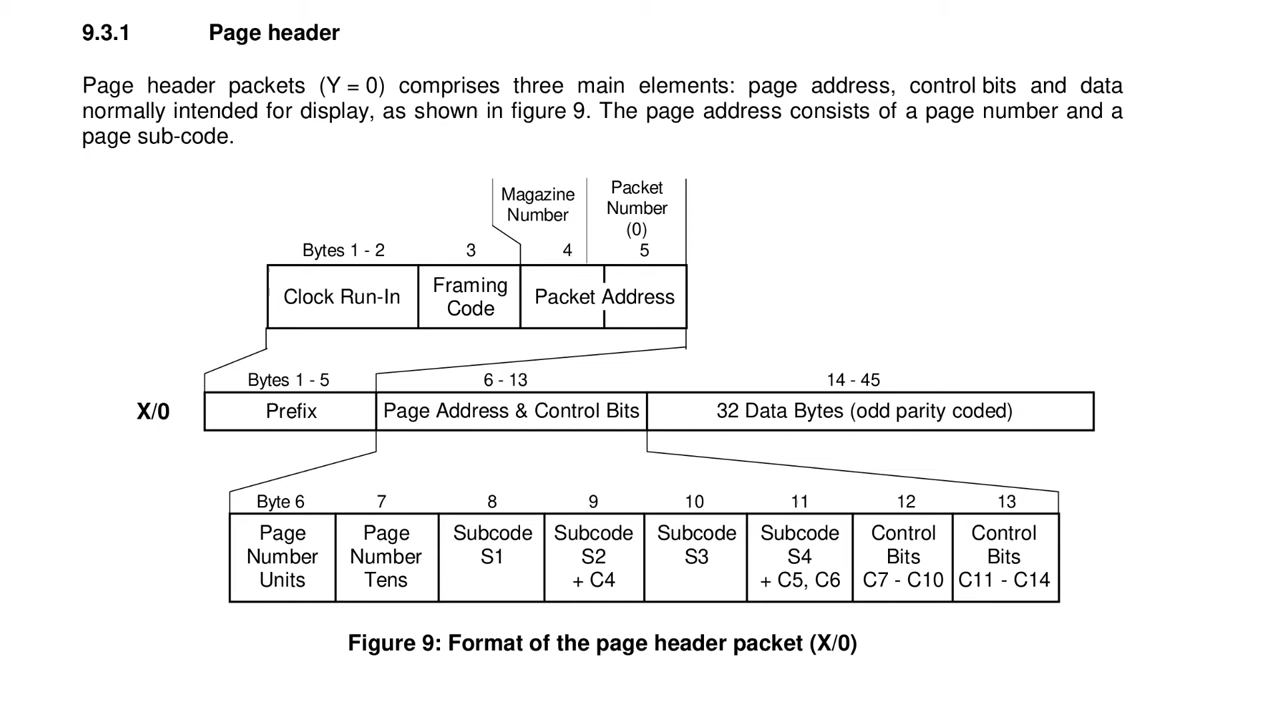 9.3.1 Page header
Page header packets (Y = 0) comprises three main elements: page address, control bits and data
normally intended for display, as shown in figure 9. The page address consists of a page number and a
page sub-code.
Magazine
Number
Packet
Number
(0)
Bytes 1 - 2
3
4
5
Clock Run-In
Framing
Code
Packet Address
Bytes 1 - 5
6 - 13
14 - 45
X/0
Prefix
Page Address & Control Bits
32 Data Bytes (odd parity coded)
Byte 6
7
8
9
10
11
12
13
Page
Number
Units
Page
Number
Tens
Subcode
S1
Subcode
S2
+ C4
Subcode
S3
Subcode
S4
+ C5, C6
Control
Bits
C7 - C10
Control
Bits
C11 - C14
Figure 9: Format of the page header packet (X/0)